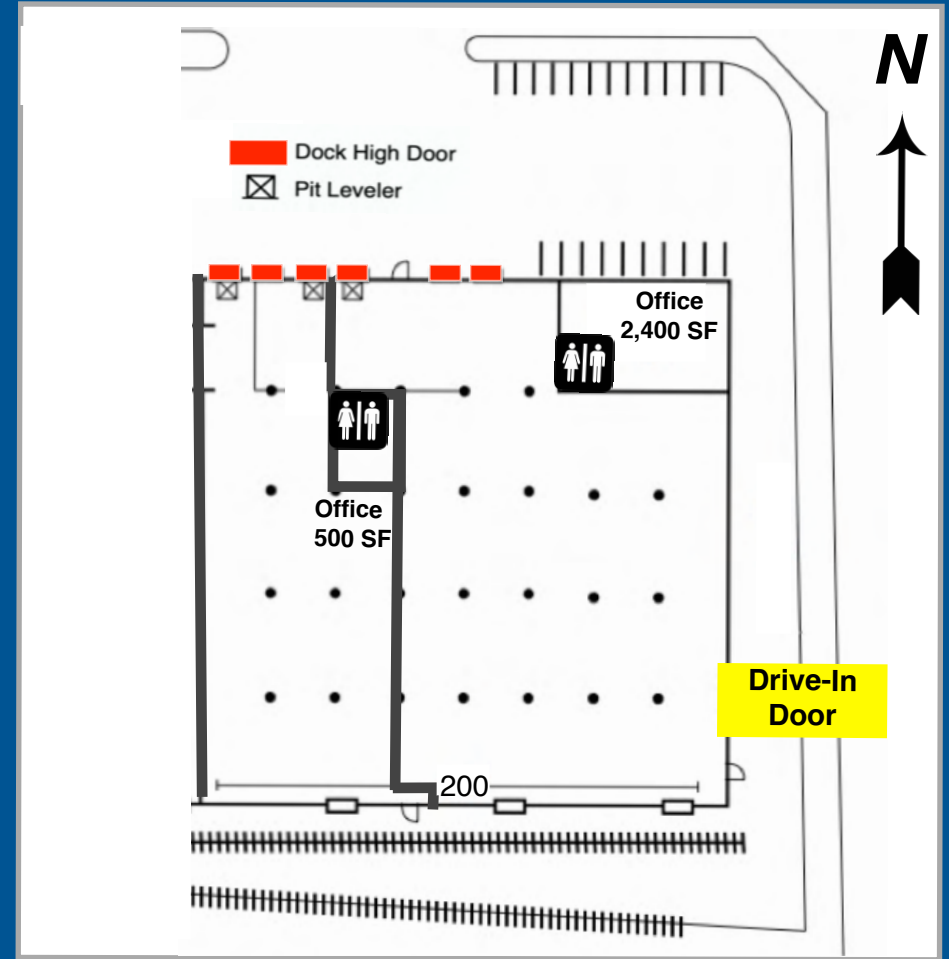 N
Dock High Door
Pit Leveler
Office
2,400 SF
Office
500 SF
Drive-In
Door
200